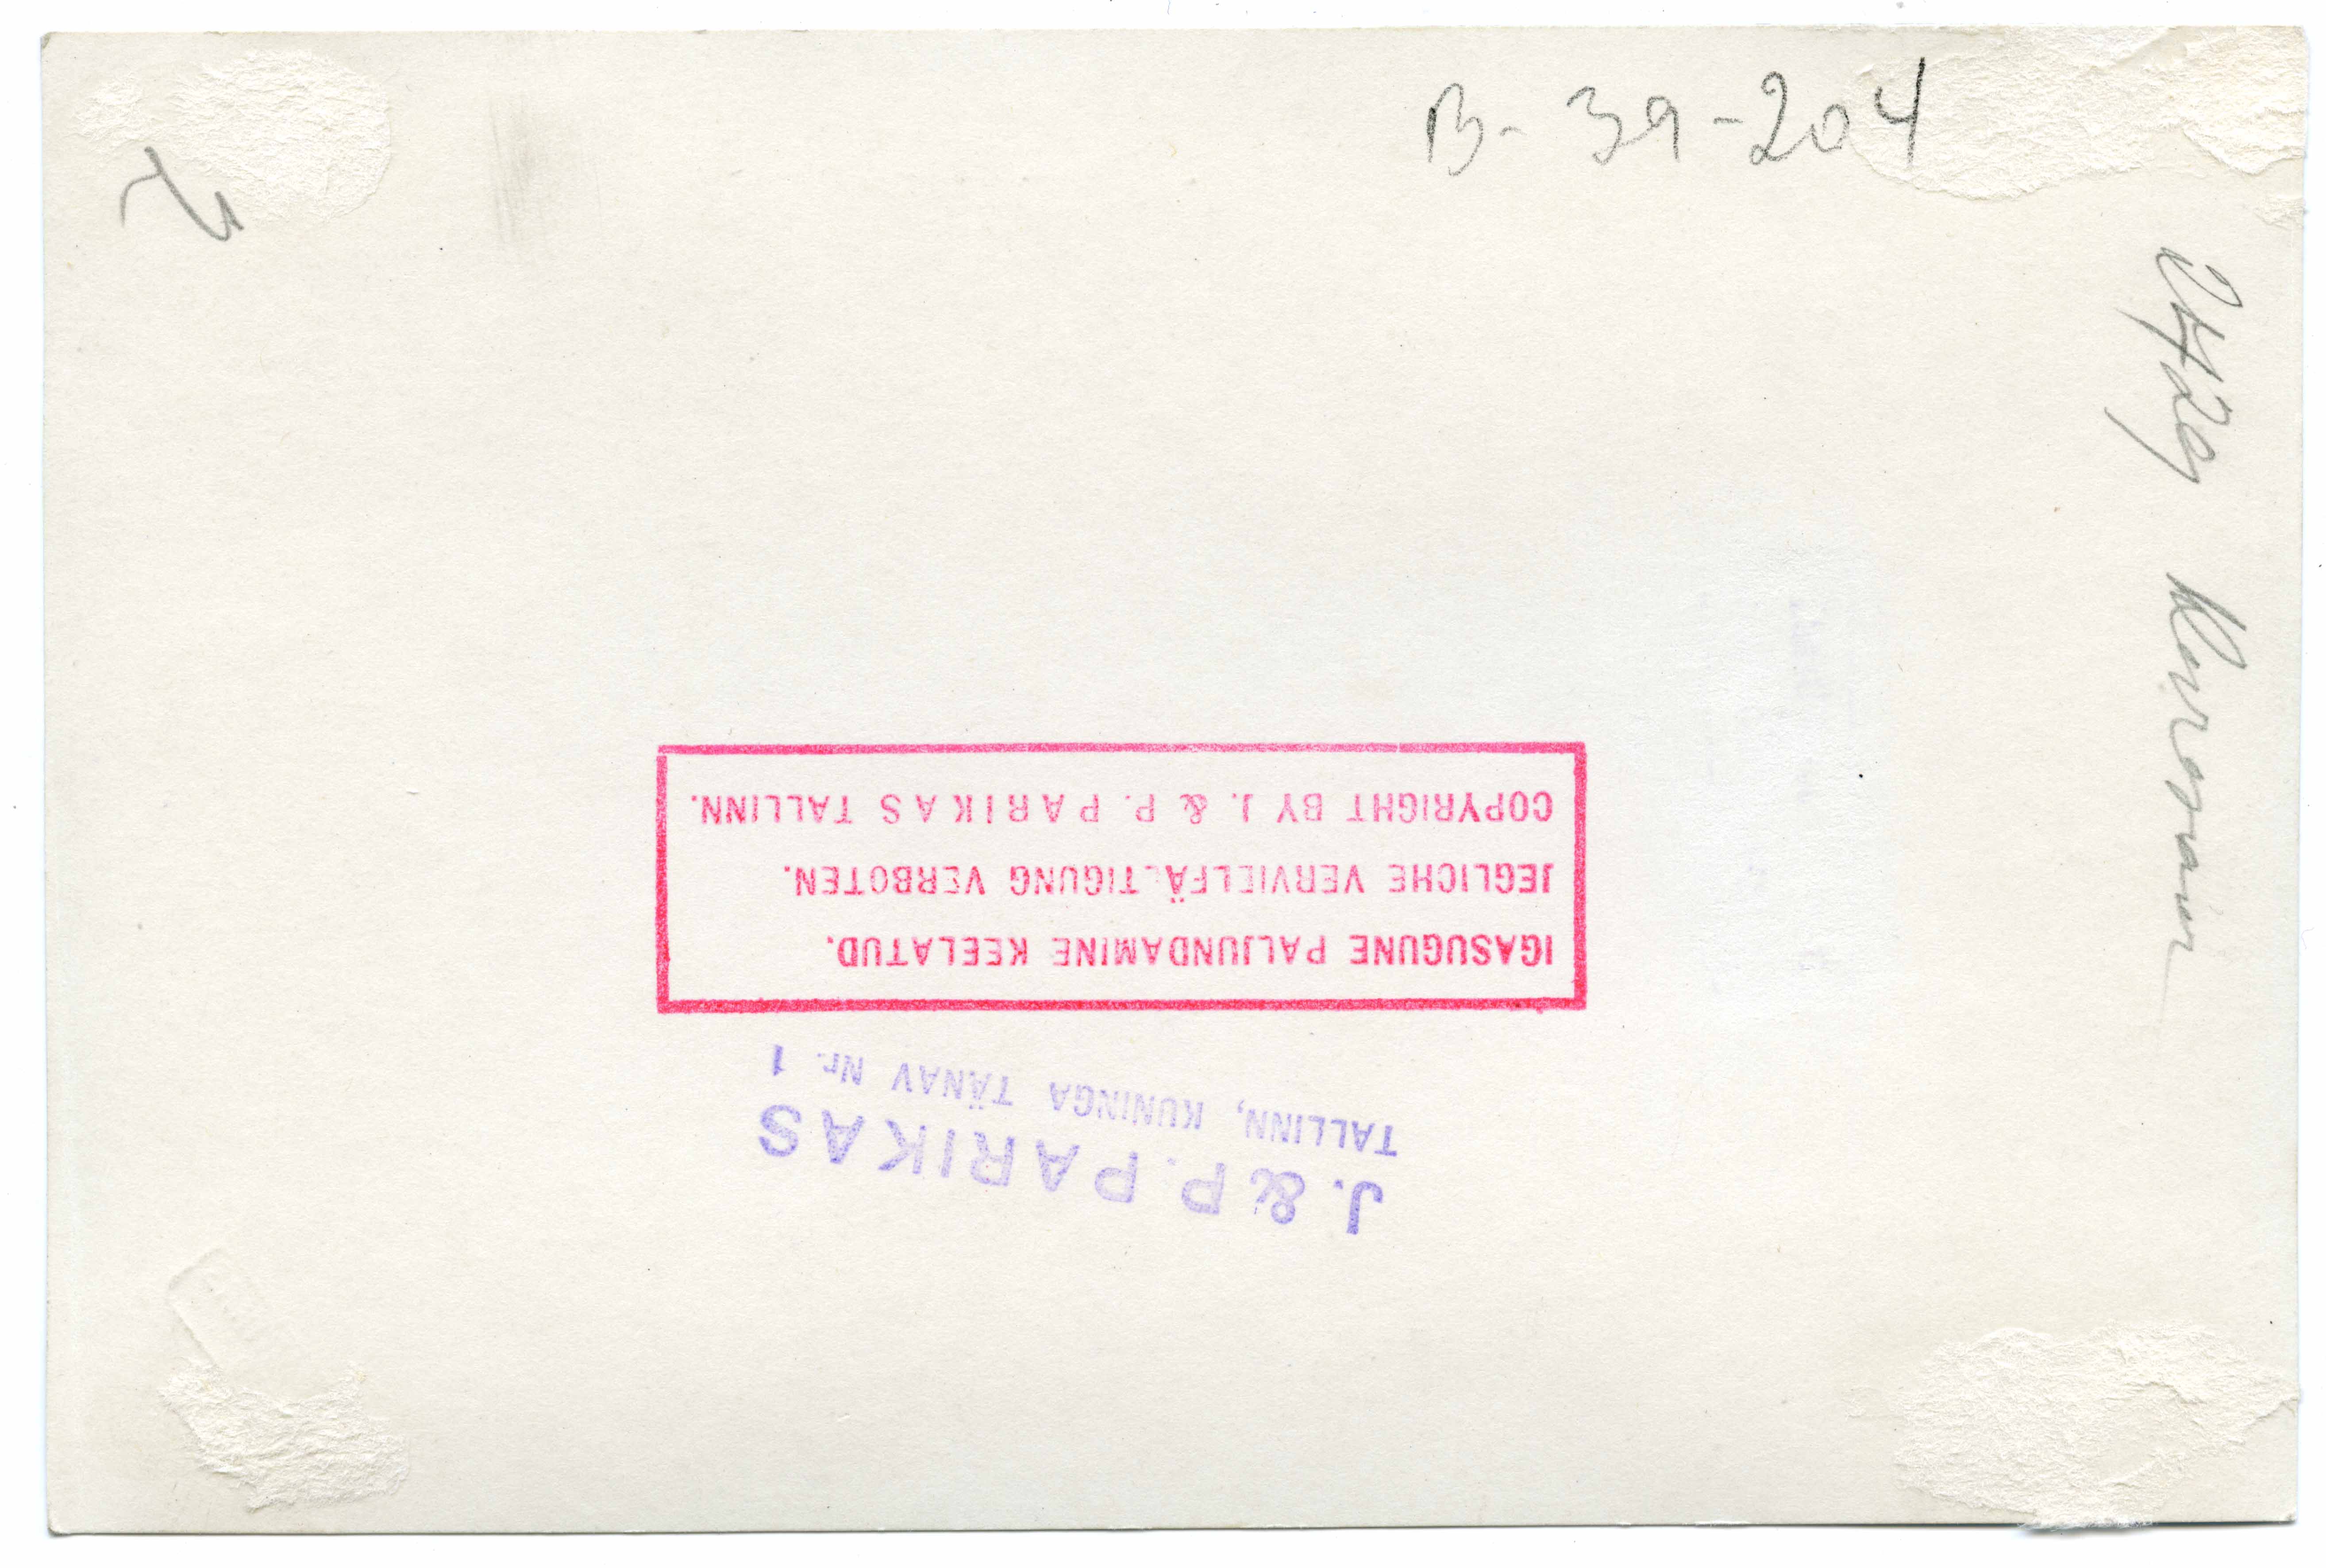 B-39-204
J. & P. PARIKAS
TALLINN, KUNINGA TÄNAV Nr. 1
IGASUGUNE PALJUNDAMINE KEELATUD.
JEGLICHE VERVIELFÄLTIGUNG VERBOTEN.
COPYRIGHT BY J. & P. PARIKAS TALLINN.